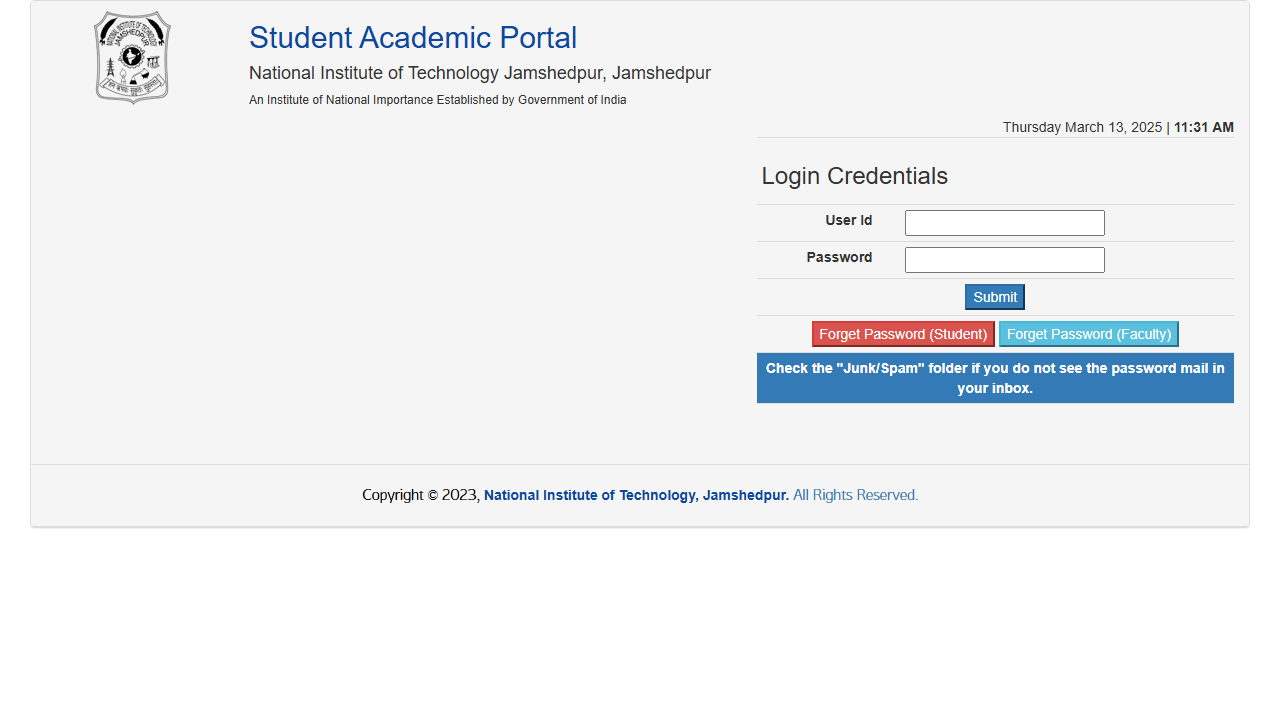 NATIONAL INSTITUTE OF TECHNOLOGY
JAMSHEDPUR
Student Academic Portal
National Institute of Technology Jamshedpur, Jamshedpur
An Institute of National Importance Established by Government of India
Thursday March 13, 2025 | 11:31 AM
Login Credentials
User Id
Password
Submit
Forget Password (Student) Forget Password (Faculty)
Check the "Junk/Spam" folder if you do not see the password mail in
your inbox.
Copyright © 2023, National Institute of Technology, Jamshedpur. All Rights Reserved.